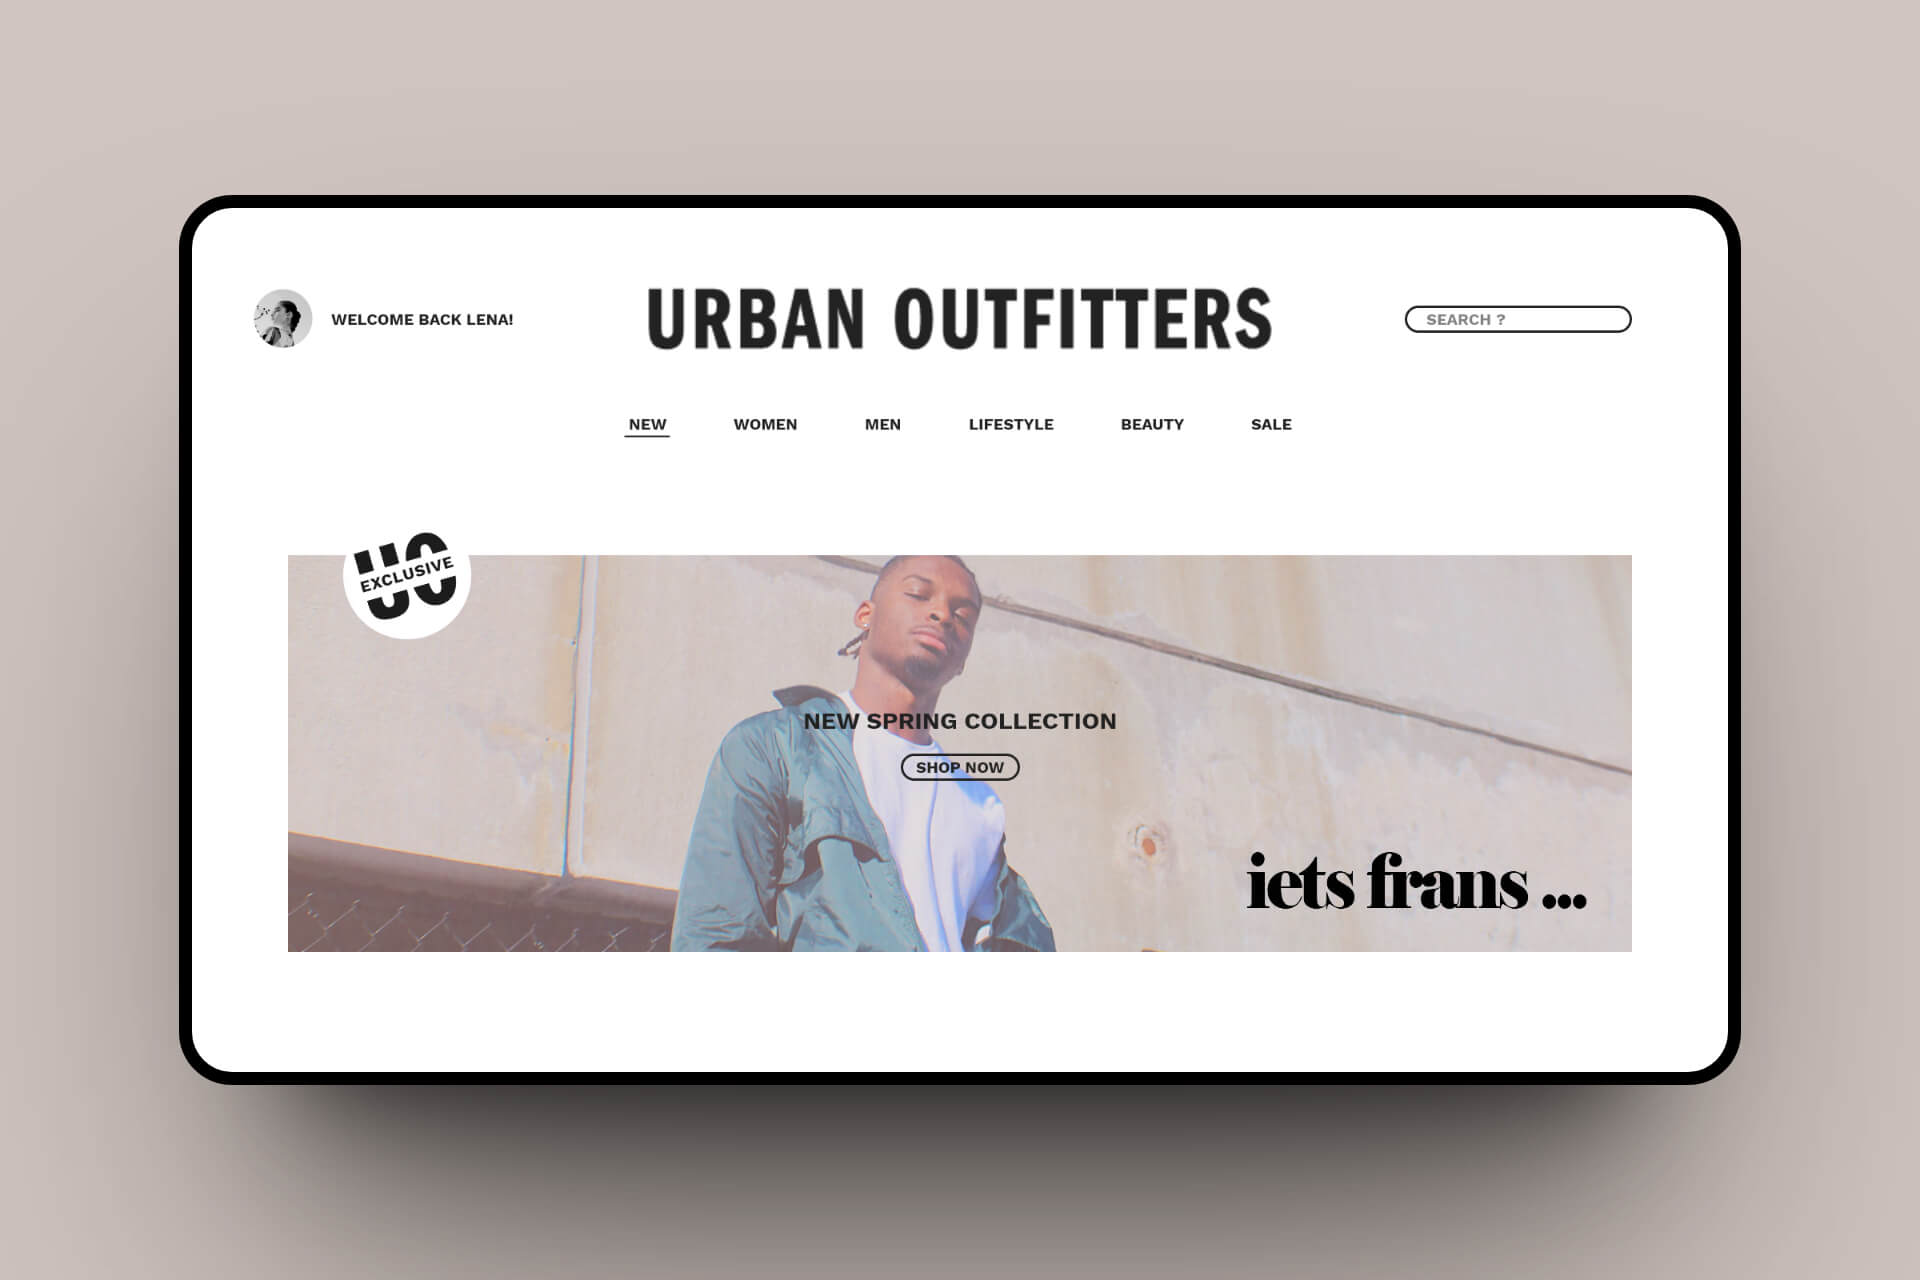 WELCOME BACK LENA!
URBAN OUTFITTERS
SEARCH ?
NEW WOMEN MEN LIFESTYLE BEAUTY SALE
UO
EXCLUSIVE
NEW SPRING COLLECTION
SHOP NOW
iets frans ...